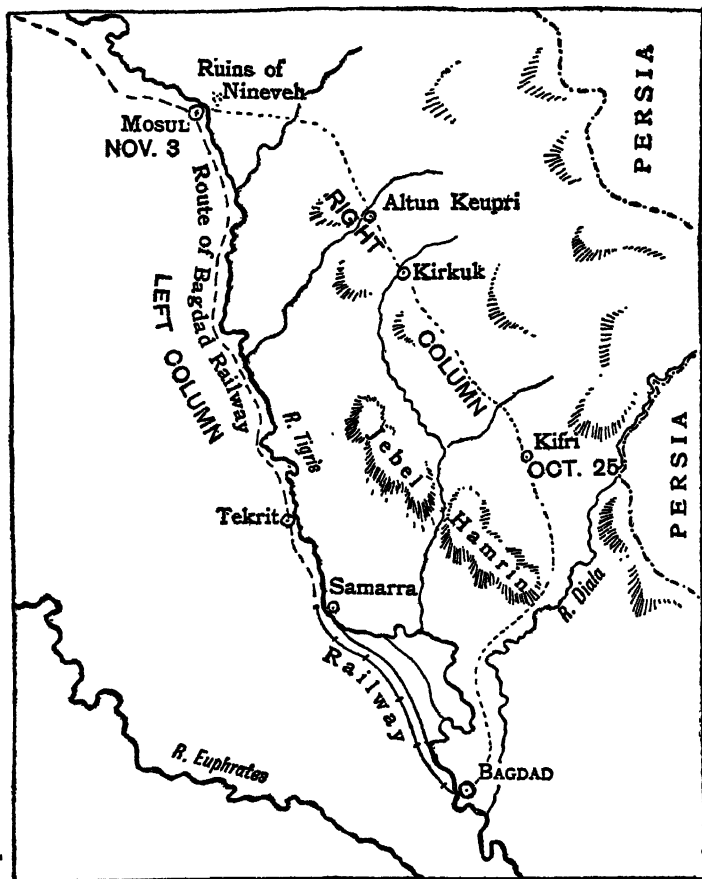 Ruins of
Nineveh
MOSUL
NOV. 3
PERSIA
RIGHT
Altun Keupri
Kirkuk
Route of Bagdad Railway
LEFT COLUMN
COLUMN
R. Tigris
Jebel
Kifri
OCT. 25
PERSIA
Tekrit
Hamrin
Samarra
R. Diala
Railway
R. Euphrates
BAGDAD